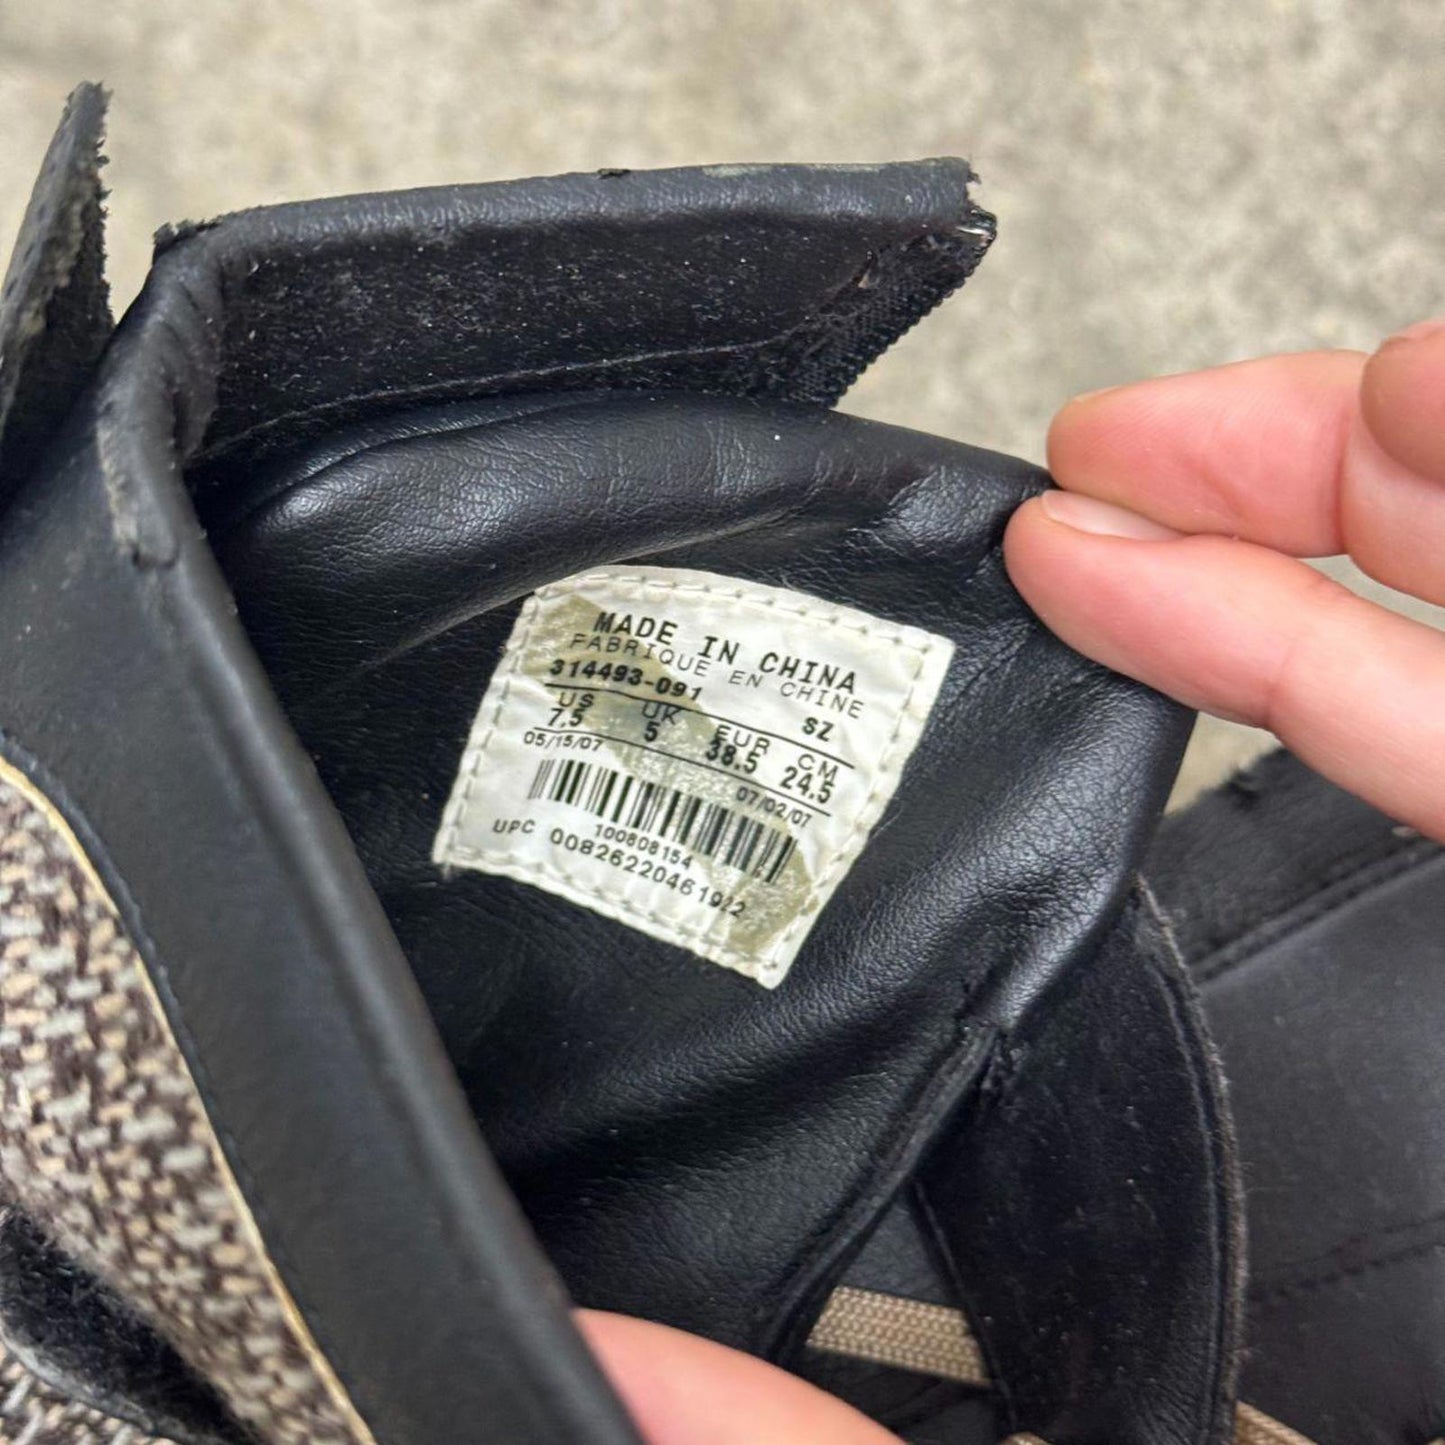 MADE IN CHINA
FABRIQUE EN CHINE
314493-091 SZ
US UK EUR CM
7.5 5 38.5 24.5
05/15/07 07/02/07
100808154
UPC 00826220461912